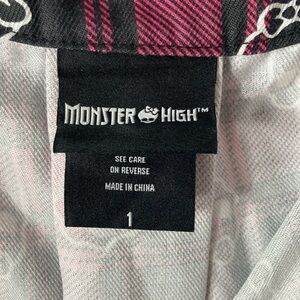 MONSTER HIGH™
SEE CARE
ON REVERSE
MADE IN CHINA
1